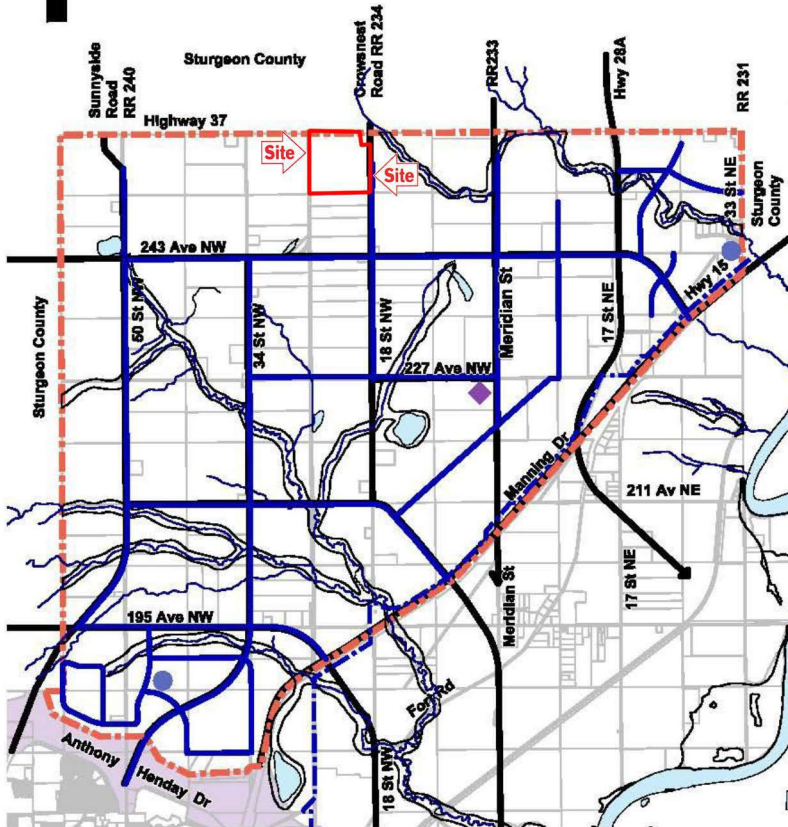 Sturgeon County
Sunnyside
Road
RR 240
Crowsnest
Road RR 234
RR233
Hwy 28A
RR 231
Highway 37
Site
Site
33 St NE
Sturgeon
County
243 Ave NW
Hwy 15
Sturgeon County
50 St NW
34 St NW
18 St NW
Meridian St
17 St NE
227 Ave NW
Manning Dr
211 Av NE
17 St NE
Meridian St
195 Ave NW
Fort Rd
Anthony
Henday Dr
18 St NW